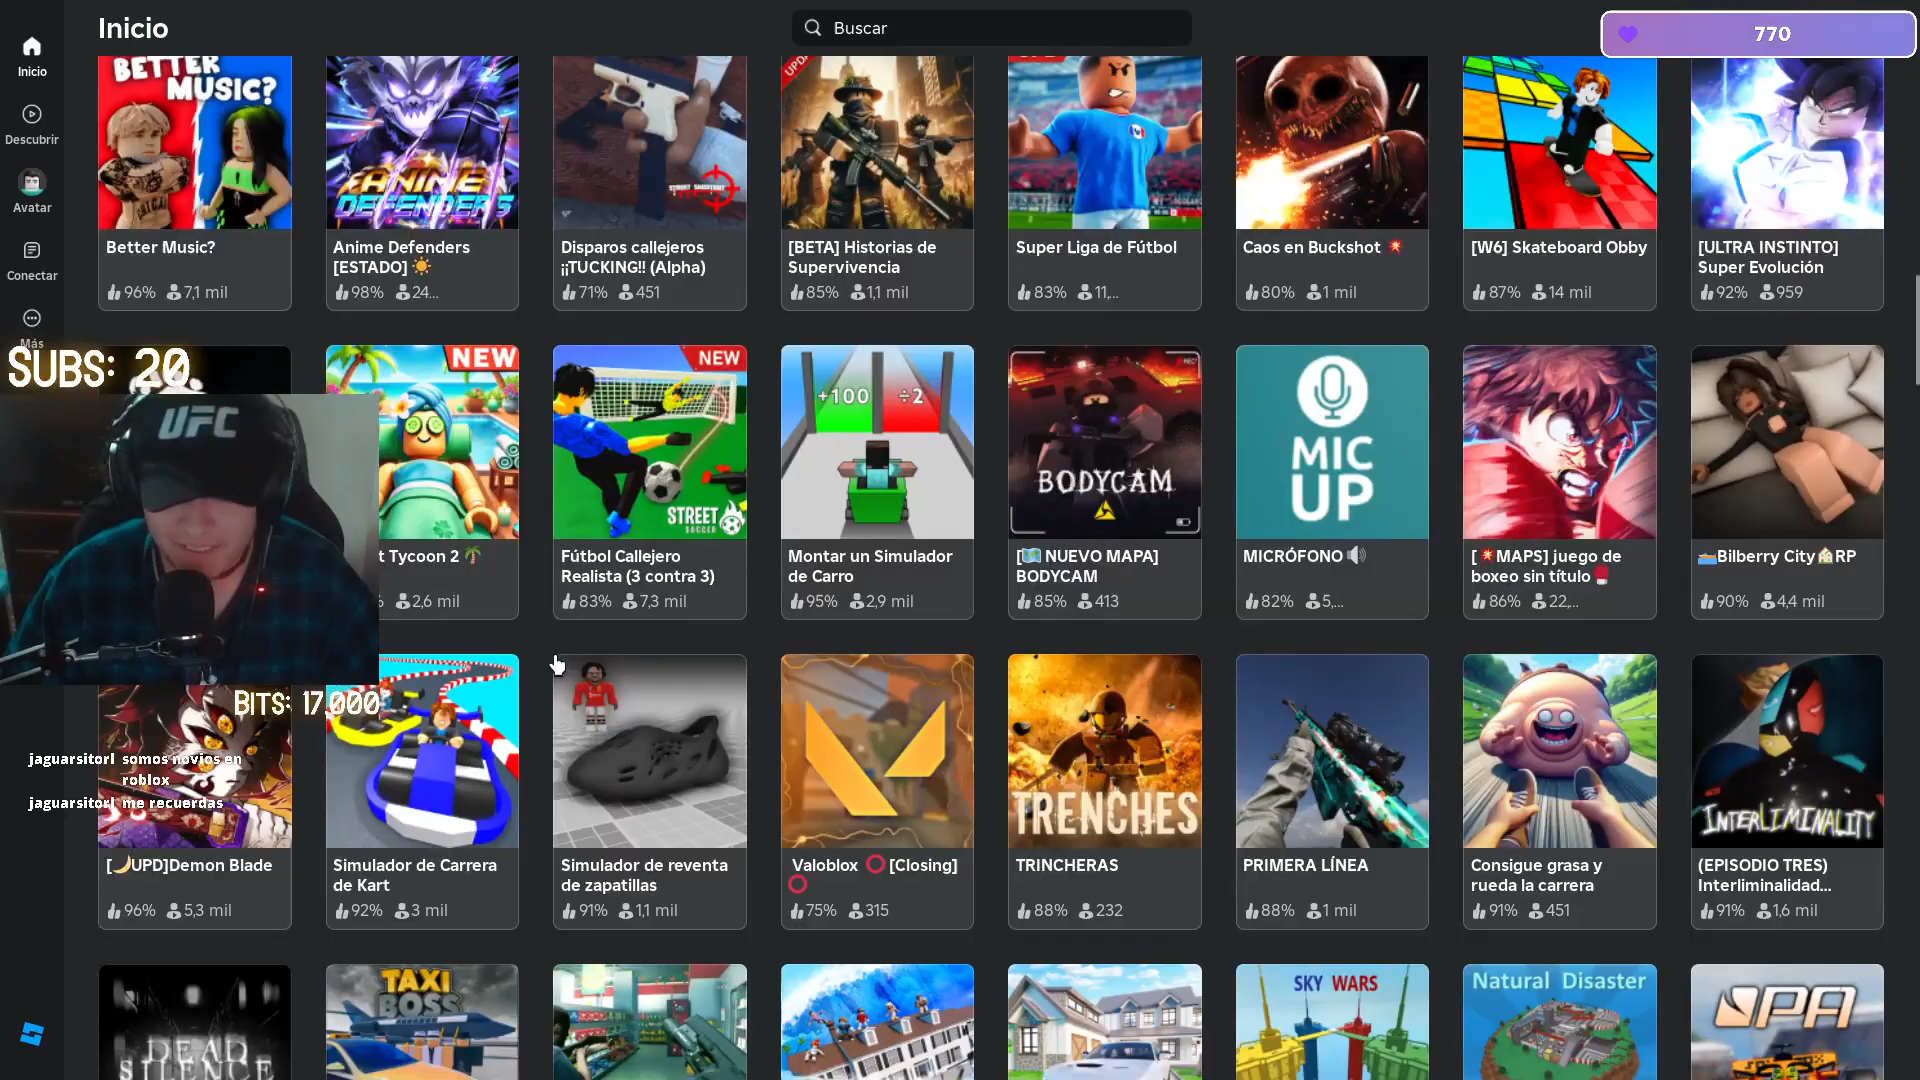 Inicio
Buscar
770
Inicio
Descubrir
Avatar
Conectar
Más
BETTER
MUSIC?
ANIME
DEFENDERS
Better Music?
Anime Defenders
[ESTADO]
Disparos callejeros
¡¡TUCKING!! (Alpha)
[BETA] Historias de
Supervivencia
Super Liga de Fútbol
Caos en Buckshot
[W6] Skateboard Obby
[ULTRA INSTINTO]
Super Evolución
96% 7,1 mil
98% 24...
71% 451
85% 1,1 mil
83% 11,...
80% 1 mil
87% 14 mil
92% 959
SUBS: 20
UFC
NEW
NEW
STREET
SOCCER
+100 ÷2
BODYCAM
MIC
UP
t Tycoon 2
Fútbol Callejero
Realista (3 contra 3)
Montar un Simulador
de Carro
[NUEVO MAPA]
BODYCAM
MICRÓFONO
[MAPS] juego de
boxeo sin título
Bilberry City RP
% 2,6 mil
83% 7,3 mil
95% 2,9 mil
85% 413
82% 5,...
86% 22,...
90% 4,4 mil
BITS: 17,000
jaguarsitorl somos novios en
roblox
jaguarsitorl me recuerdas
TRENCHES
INTERLIMINALITY
[UPD]Demon Blade
Simulador de Carrera
de Kart
Simulador de reventa
de zapatillas
Valoblox [Closing]
TRINCHERAS
PRIMERA LÍNEA
Consigue grasa y
rueda la carrera
(EPISODIO TRES)
Interliminalidad...
96% 5,3 mil
92% 3 mil
91% 1,1 mil
75% 315
88% 232
88% 1 mil
91% 451
91% 1,6 mil
DEAD
SILENCE
TAXI
BOSS
SKY WARS
Natural Disaster